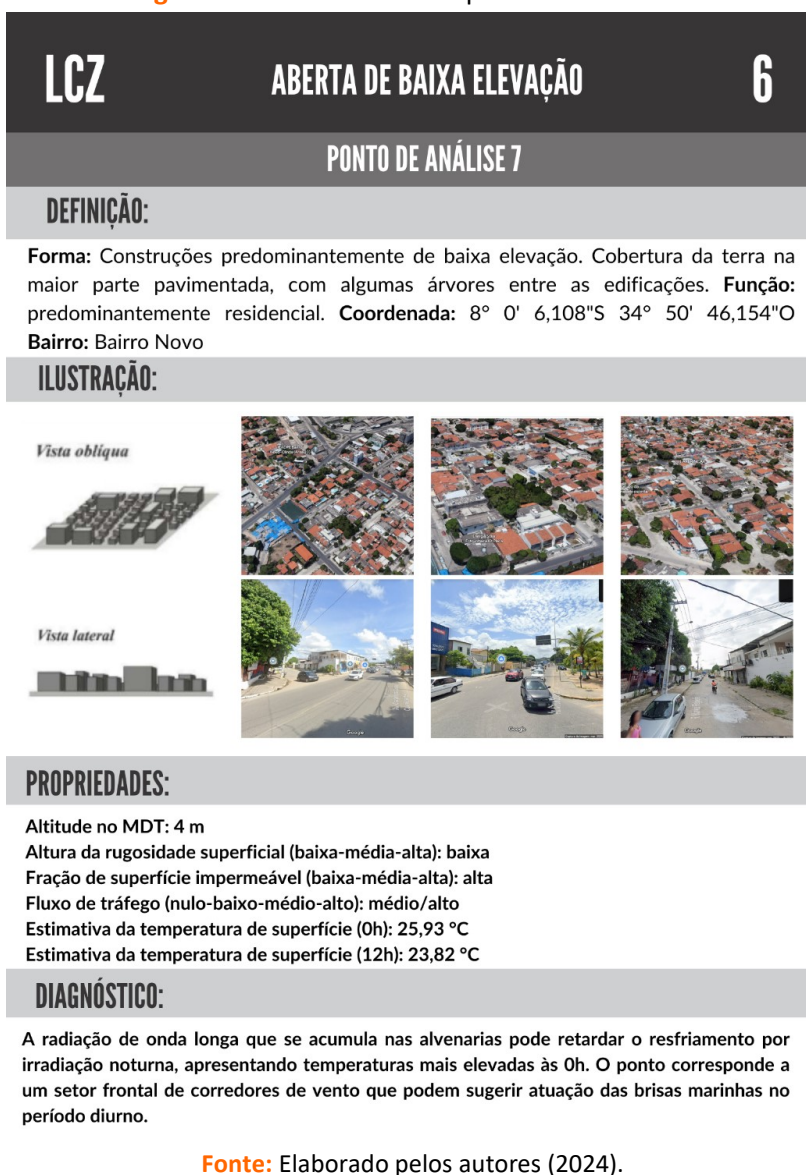 LCZ ABERTA DE BAIXA ELEVAÇÃO 6
PONTO DE ANÁLISE 7
DEFINIÇÃO:
Forma: Construções predominantemente de baixa elevação. Cobertura da terra na
maior parte pavimentada, com algumas árvores entre as edificações. Função:
predominantemente residencial. Coordenada: 8° 0' 6,108"S 34° 50' 46,154"O
Bairro: Bairro Novo
ILUSTRAÇÃO:
Vista oblíqua
Vista lateral
Google
Google
Google
PROPRIEDADES:
Altitude no MDT: 4 m
Altura da rugosidade superficial (baixa-média-alta): baixa
Fração de superfície impermeável (baixa-média-alta): alta
Fluxo de tráfego (nulo-baixo-médio-alto): médio/alto
Estimativa da temperatura de superfície (0h): 25,93 °C
Estimativa da temperatura de superfície (12h): 23,82 °C
DIAGNÓSTICO:
A radiação de onda longa que se acumula nas alvenarias pode retardar o resfriamento por
irradiação noturna, apresentando temperaturas mais elevadas às 0h. O ponto corresponde a
um setor frontal de corredores de vento que podem sugerir atuação das brisas marinhas no
período diurno.
Fonte: Elaborado pelos autores (2024).